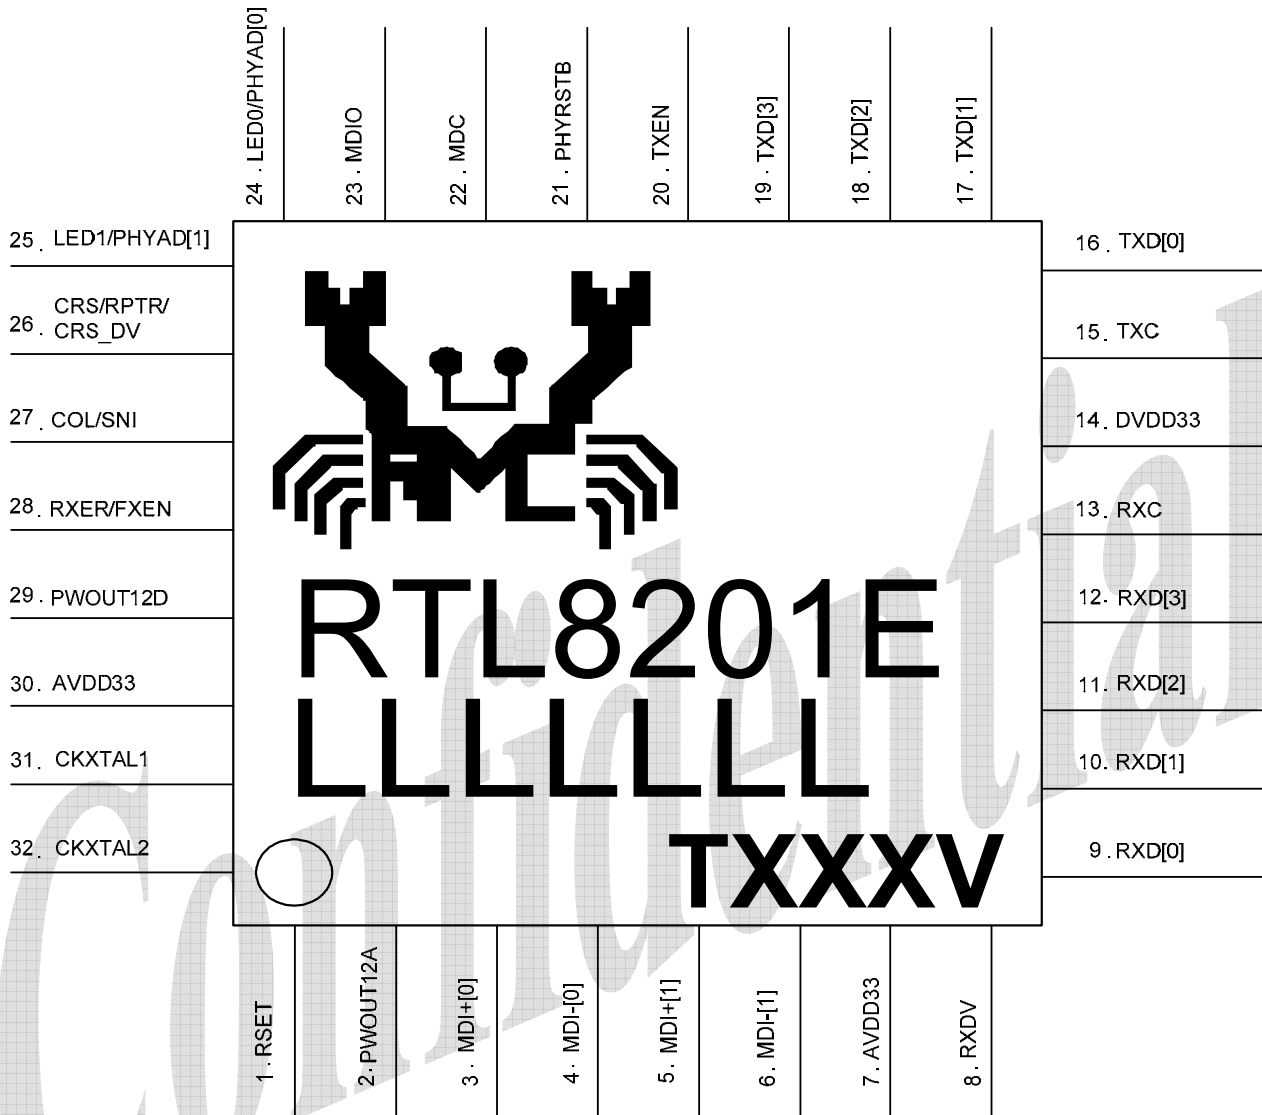 24 . LED0/PHYAD[0]
23 . MDIO
22 . MDC
21 . PHYRSTB
20 . TXEN
19 . TXD[3]
18 . TXD[2]
17 . TXD[1]
25 . LED1/PHYAD[1]
26 . CRS/RPTR/
CRS_DV
27 . COL/SNI
28 . RXER/FXEN
29 . PWOUT12D
30 . AVDD33
31 . CKXTAL1
32 . CKXTAL2
16 . TXD[0]
15 . TXC
14 . DVDD33
13 . RXC
12 . RXD[3]
11 . RXD[2]
10 . RXD[1]
9 . RXD[0]
RTL8201E
LLLLLLL
TXXXV
1 . RSET
2 . PWOUT12A
3 . MDI+[0]
4 . MDI-[0]
5 . MDI+[1]
6 . MDI-[1]
7 . AVDD33
8 . RXDV
Confidential